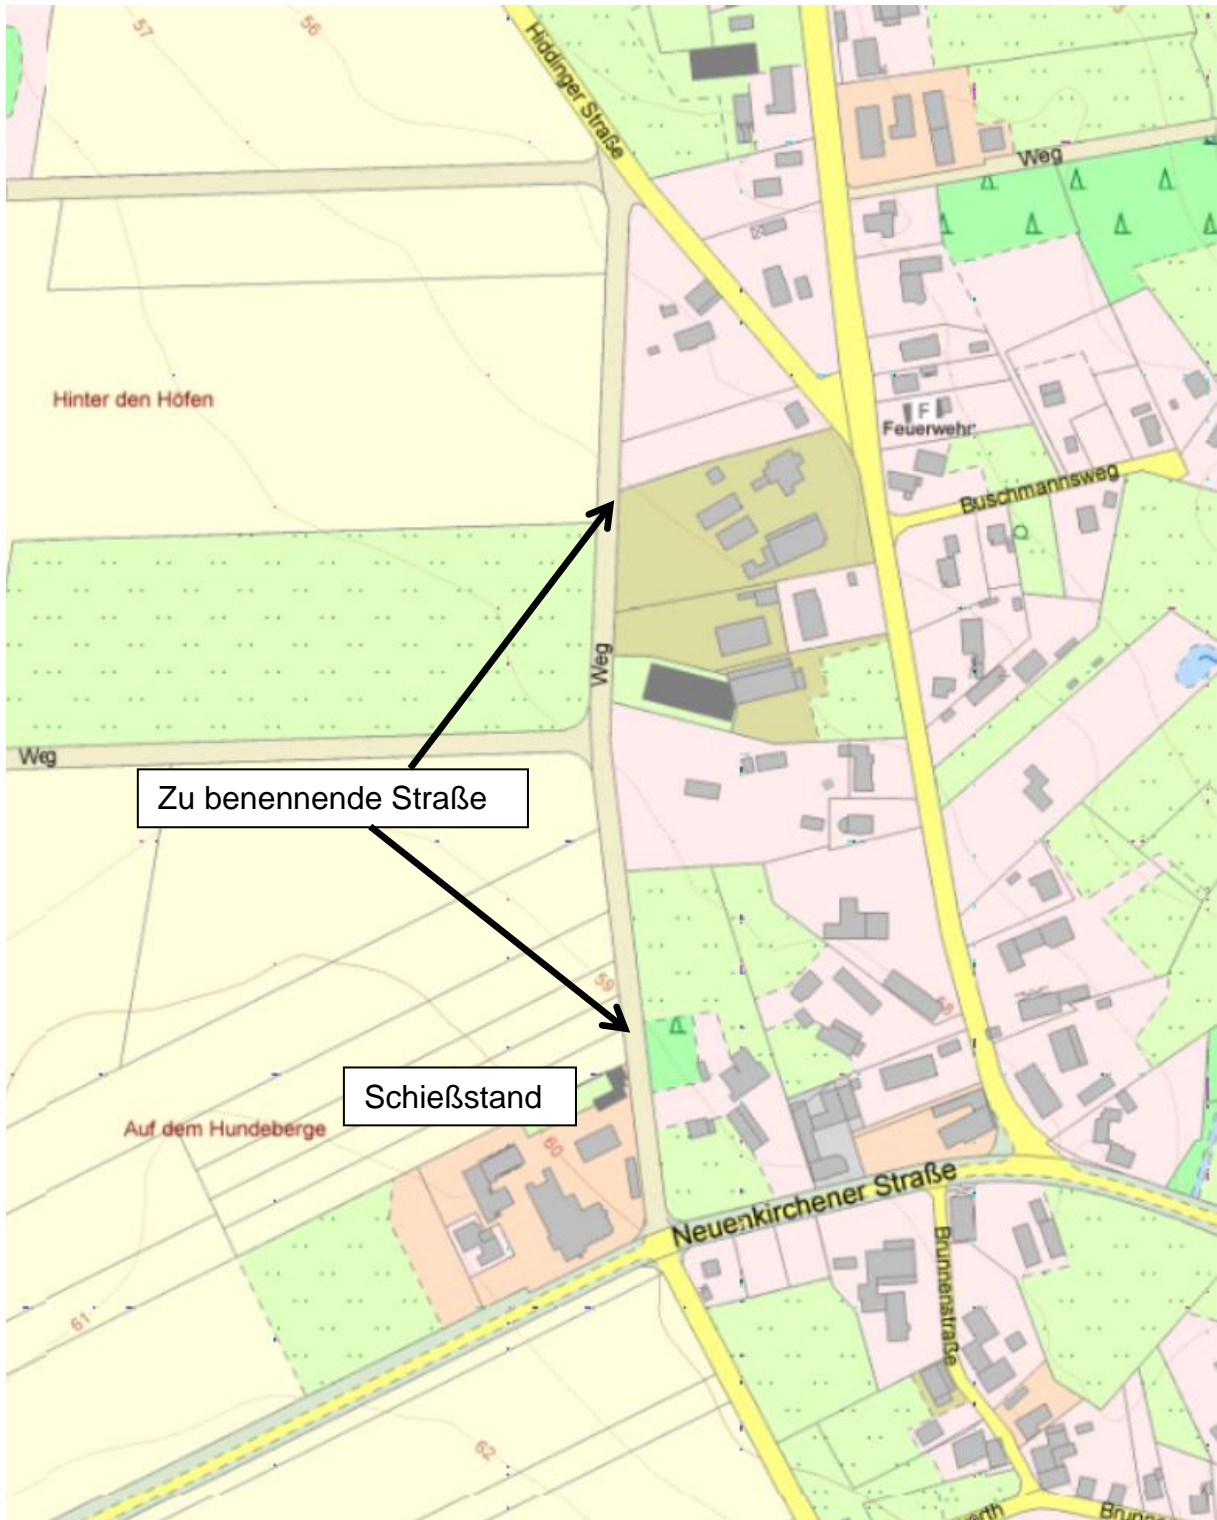 57
56
Hiddinger Straße
Weg
Hinter den Höfen
F
Feuerwehr
Buschmannsweg
Weg
Weg
Zu benennende Straße
59
58
Schießstand
Auf dem Hundeberge
60
Neuenkirchener Straße
Brunnenstraße
61
62